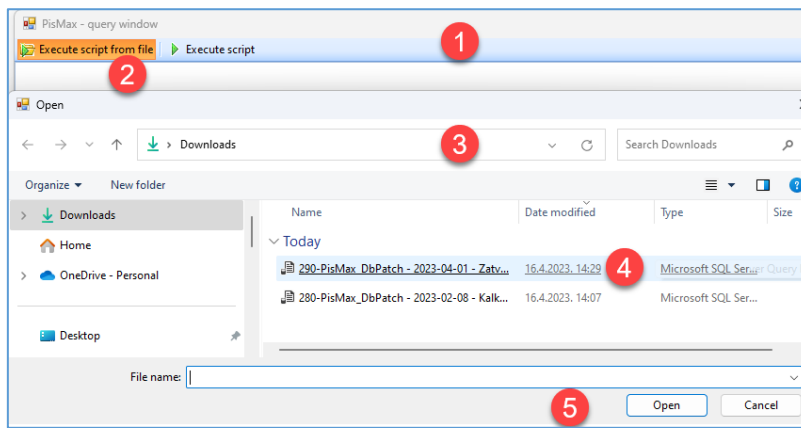 PisMax - query window
Execute script from file Execute script
1
2
Open
Downloads
3
Search Downloads
Organize New folder
Name Date modified Type Size
Downloads
Today
Home
290-PisMax_DbPatch - 2023-04-01 - Zatv... 16.4.2023. 14:29 4 Microsoft SQL Ser...er Query
OneDrive - Personal
280-PisMax_DbPatch - 2023-02-08 - Kalk... 16.4.2023. 14:07 Microsoft SQL Ser...
Desktop
File name:
5
Open Cancel